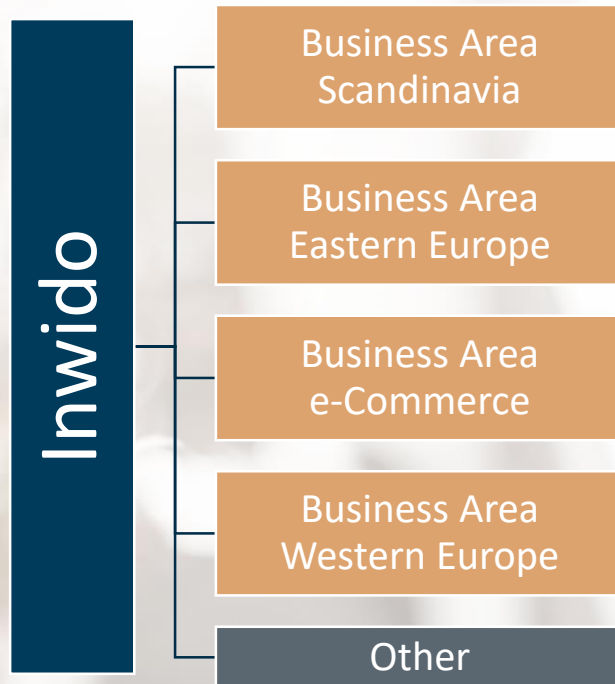 Inwido
Business Area
Scandinavia
Business Area
Eastern Europe
Business Area
e-Commerce
Business Area
Western Europe
Other